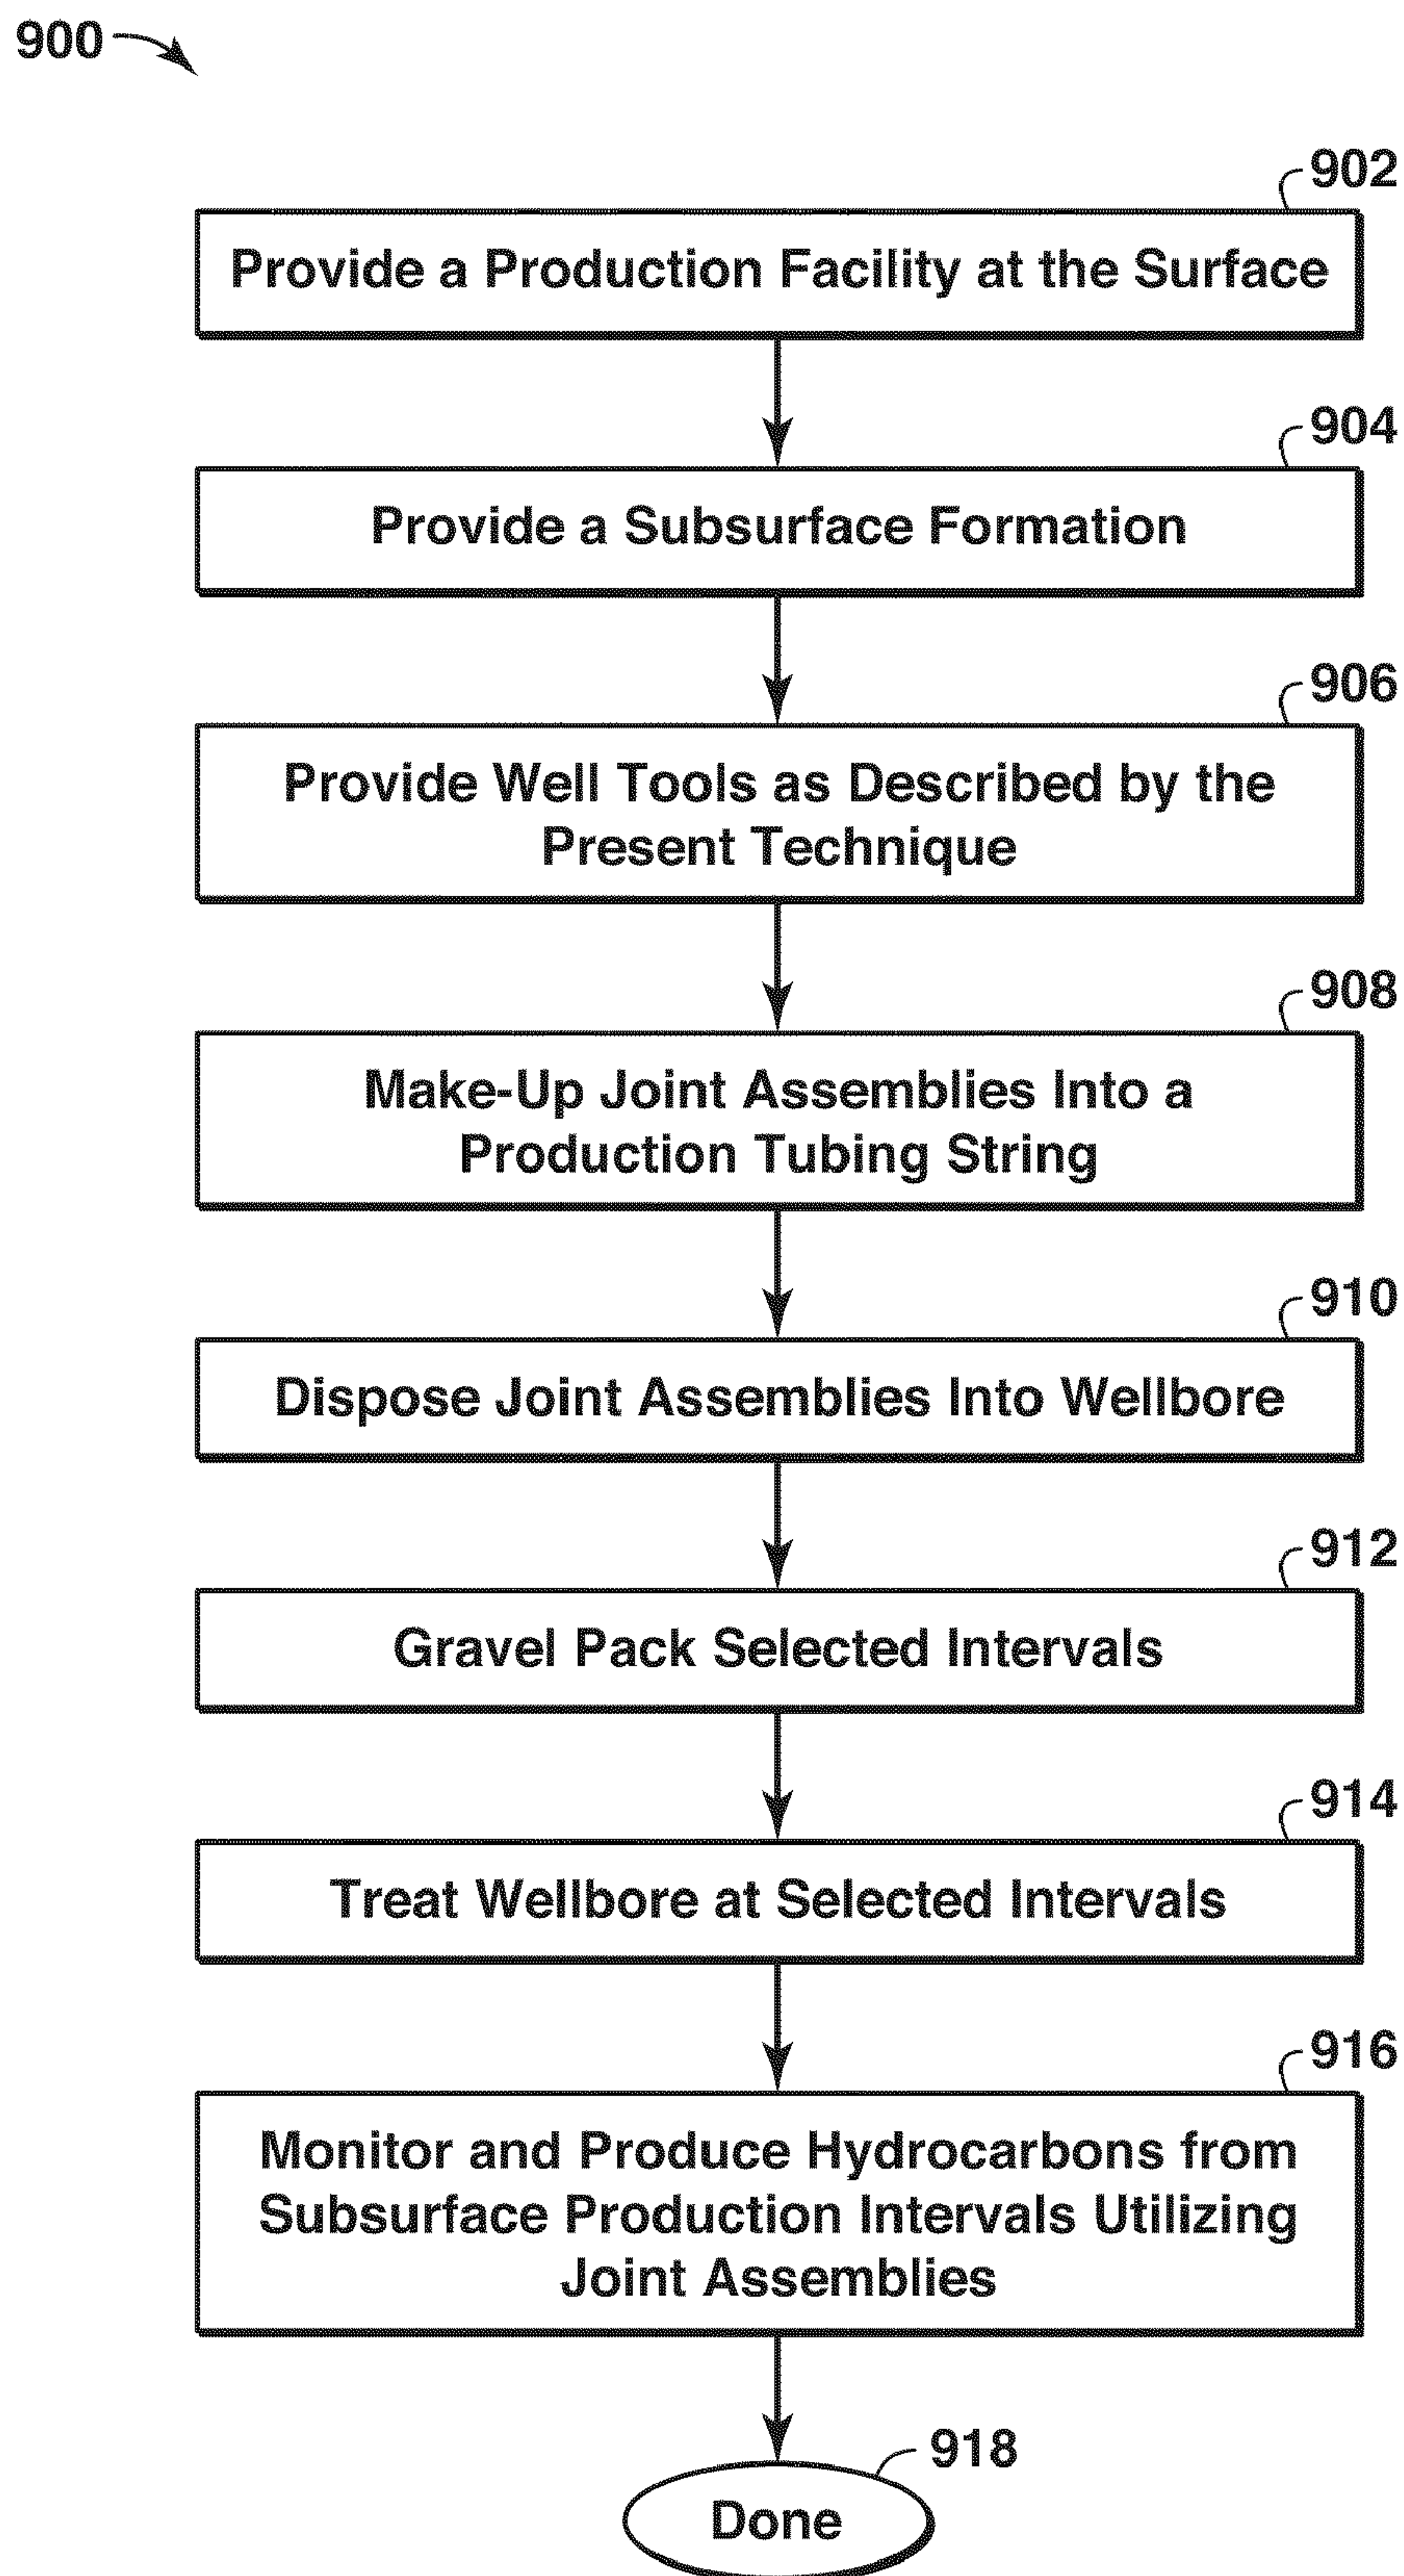 900
902
Provide a Production Facility at the Surface
904
Provide a Subsurface Formation
906
Provide Well Tools as Described by the
Present Technique
908
Make-Up Joint Assemblies Into a
Production Tubing String
910
Dispose Joint Assemblies Into Wellbore
912
Gravel Pack Selected Intervals
914
Treat Wellbore at Selected Intervals
916
Monitor and Produce Hydrocarbons from
Subsurface Production Intervals Utilizing
Joint Assemblies
918
Done